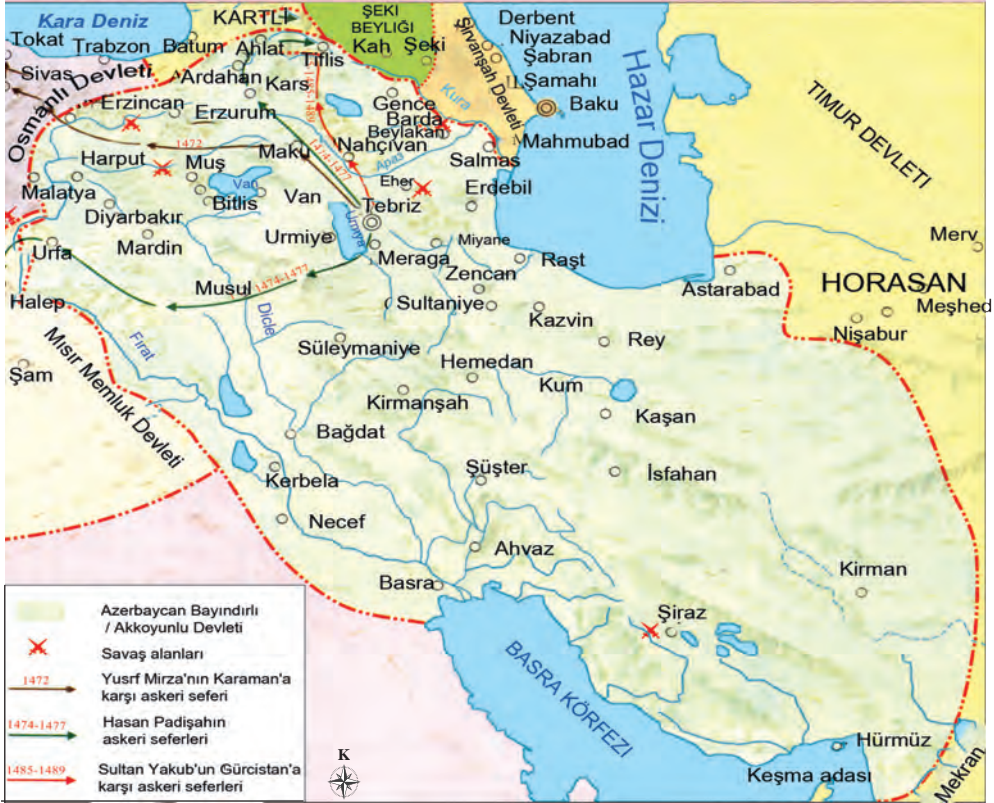 Kara Deniz
KARTLİ
ŞEKI
BEYLIĞI
Tokat
Trabzon
Batum
Ahlat
Tiflis
Kah
Şeki
Şirvanşah Devleti
Derbent
Niyazabad
Şabran
Şamahı
Baku
Mahmubad
Hazar Denizi
TİMUR DEVLETİ
Sivas
Osmanlı Devleti
Ardahan
Kars
Erzincan
Erzurum
1485-1489
Gence
Barda
Beylakan
Kura
Nahçıvan
Apas
Salmas
1472
Maku
1474-1477
Harput
Muş
Malatya
Bitlis
Van
Van
Eher
Erdebil
Tebriz
Diyarbakır
Mardin
Urfa
Urmiye
Urmiya
Meraga
Miyane
Zencan
Raşt
Merv
HORASAN
Astarabad
Meşhed
Nişabur
Halep
Musul
1474-1477
Sultaniye
Kazvin
Rey
Dicle
Fırat
Süleymaniye
Hemedan
Kum
Kirmanşah
Kaşan
Şam
Mısır Memluk Devleti
Bağdat
Kerbela
Şüşter
İsfahan
Necef
Ahvaz
Basra
Kirman
Şiraz
BASRA KÖRFEZI
Hürmüz
Keşma adası
Mekran
Azerbaycan Bayındırlı
/ Akkoyunlu Devleti
Savaş alanları
1472
Yusrf Mirza'nın Karaman'a
karşı askeri seferi
1474-1477
Hasan Padişahın
askeri seferleri
1485-1489
Sultan Yakub'un Gürcistan'a
karşı askeri seferleri
K